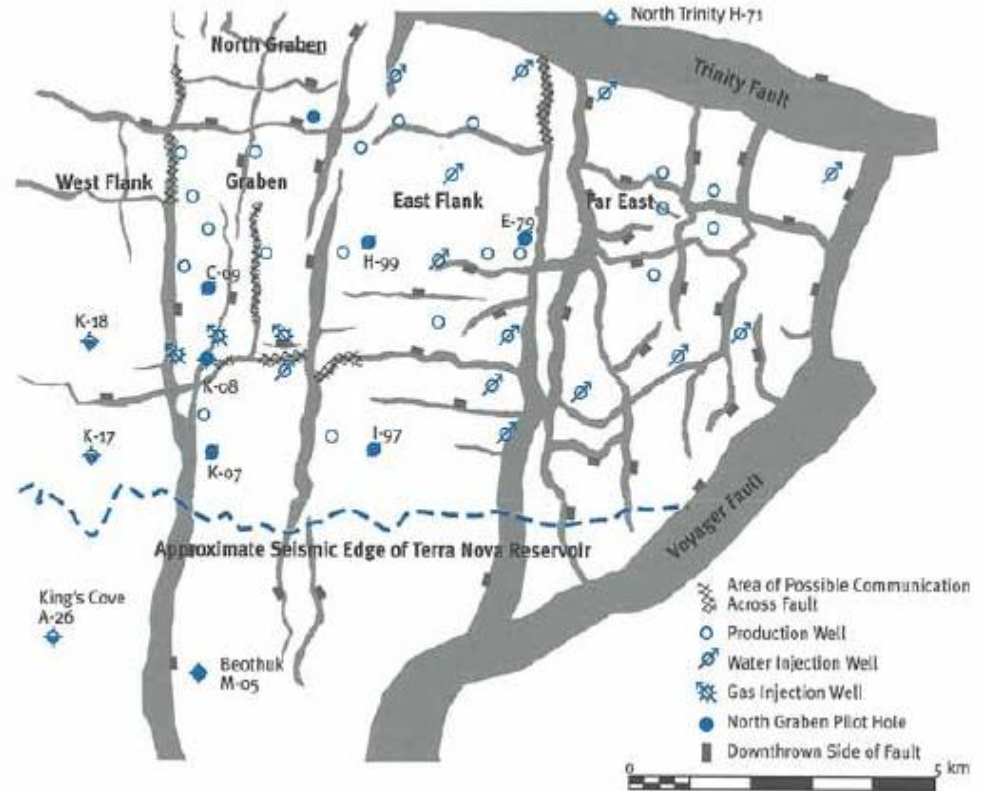 North Trinity H-71
North Graben
Trinity Fault
West Flank
Graben
East Flank
Far East
E-79
H-99
C-09
K-18
K-08
K-17
I-97
K-07
Voyager Fault
Approximate Seismic Edge of Terra Nova Reservoir
King's Cove
A-26
Beothuk
M-05
Area of Possible Communication
Across Fault
Production Well
Water Injection Well
Gas Injection Well
North Graben Pilot Hole
Downthrown Side of Fault
0
5 km